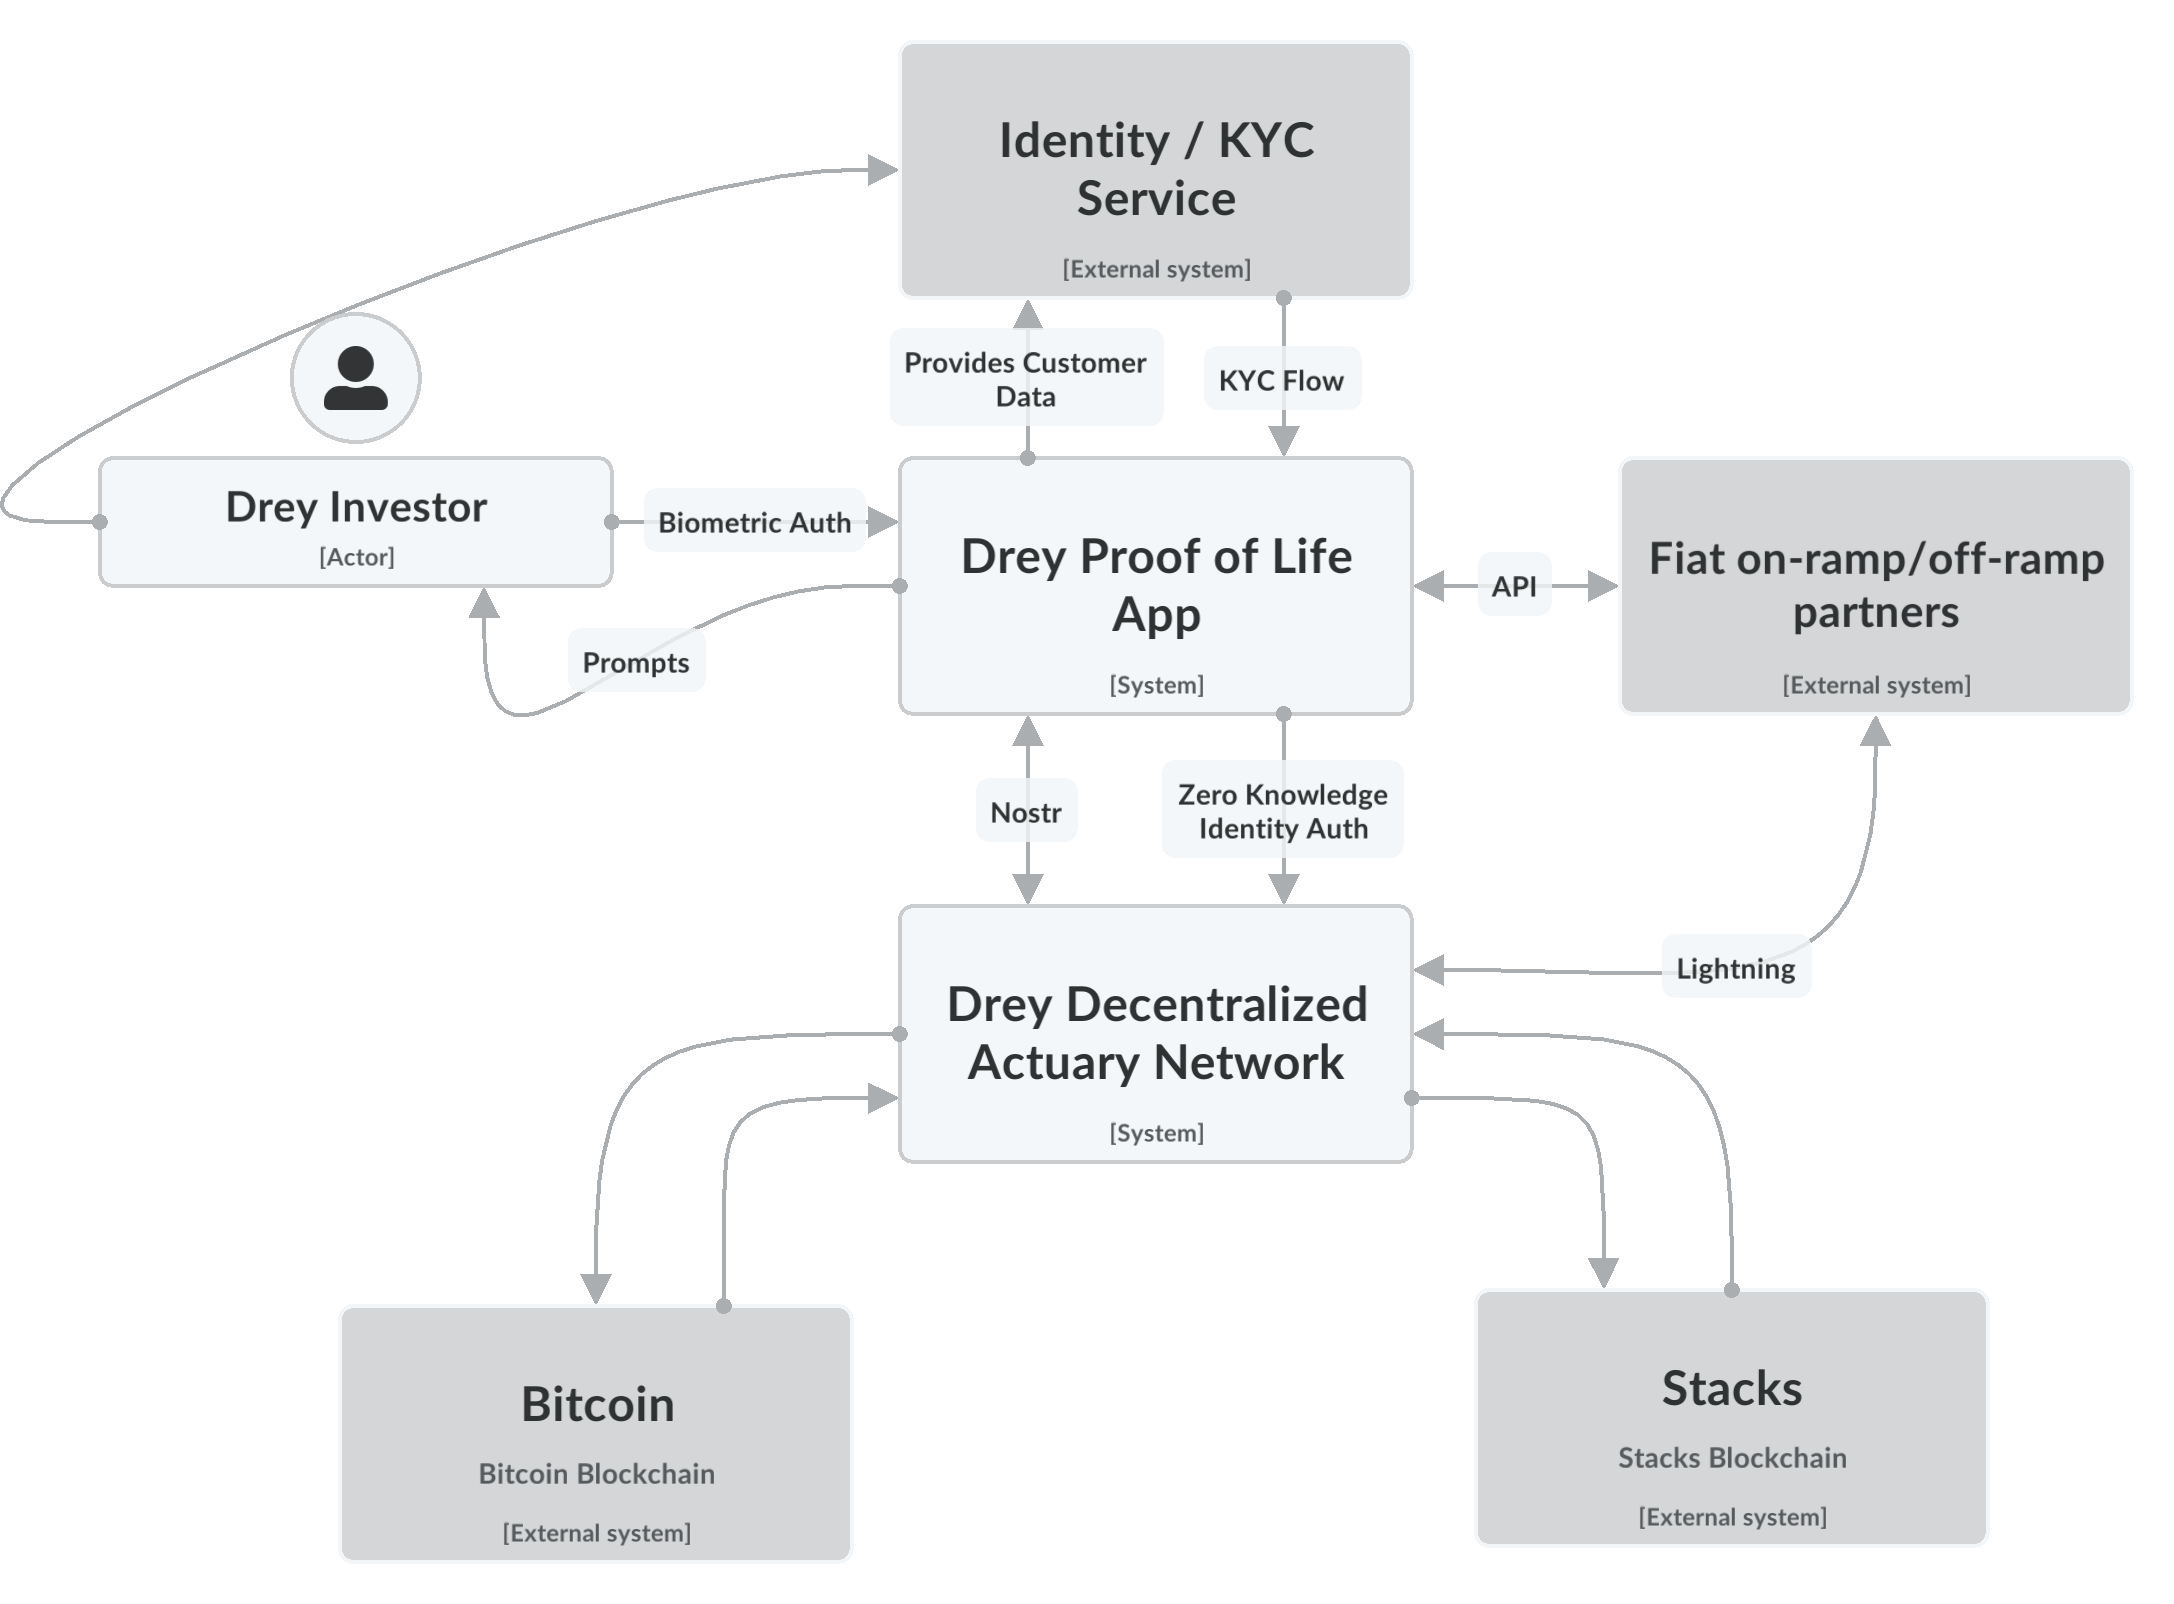 Identity / KYC
Service
[External system]
Provides Customer
Data
KYC Flow
Drey Investor
[Actor]
Biometric Auth
Prompts
Drey Proof of Life
App
[System]
API
Fiat on-ramp/off-ramp
partners
[External system]
Nostr
Zero Knowledge
Identity Auth
Lightning
Drey Decentralized
Actuary Network
[System]
Bitcoin
Bitcoin Blockchain
[External system]
Stacks
Stacks Blockchain
[External system]